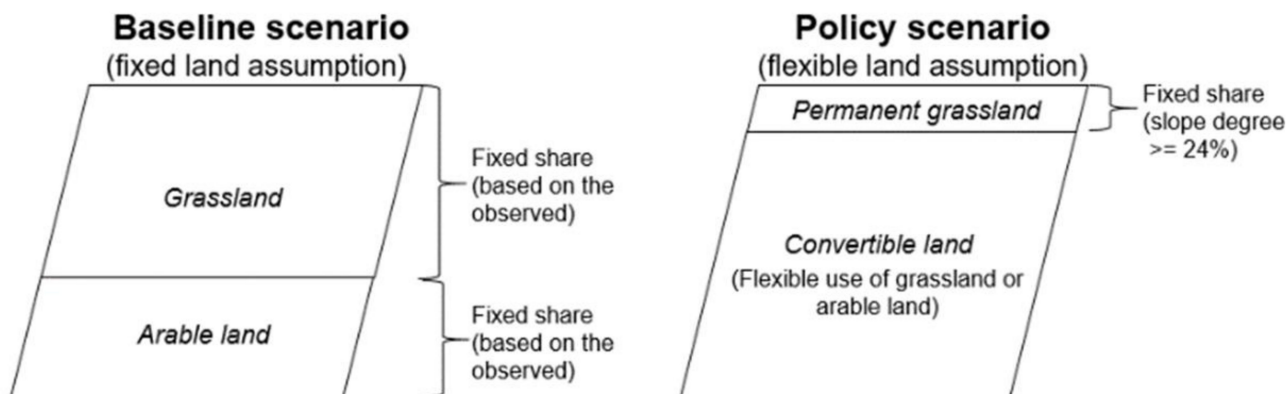 Baseline scenario
(fixed land assumption)
Grassland
Fixed share
(based on the
observed)
Arable land
Fixed share
(based on the
observed)
Policy scenario
(flexible land assumption)
Permanent grassland
Fixed share
(slope degree
>= 24%)
Convertible land
(Flexible use of grassland or
arable land)